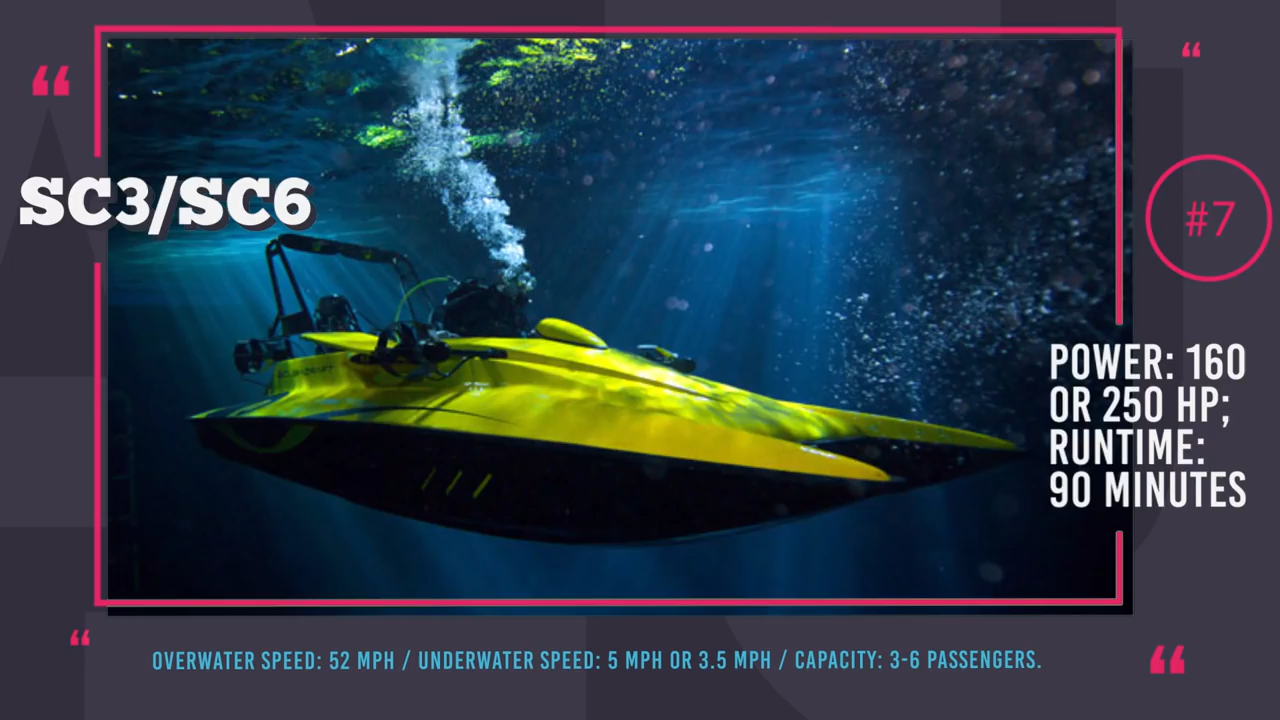 “
“
SC3/SC6
#7
POWER: 160
OR 250 HP;
RUNTIME:
90 MINUTES
SCUBACRAFT
“
OVERWATER SPEED: 52 MPH / UNDERWATER SPEED: 5 MPH OR 3.5 MPH / CAPACITY: 3-6 PASSENGERS.
“